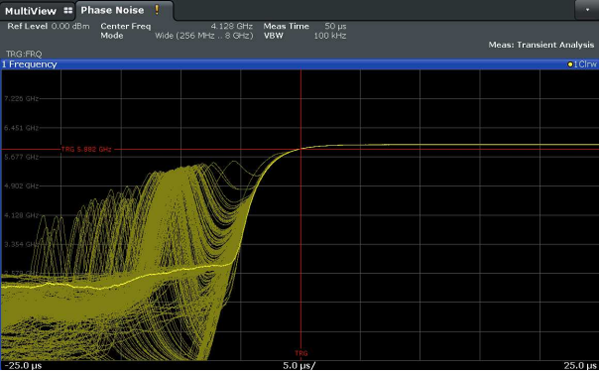 MultiView Phase Noise !
Ref Level 0.00 dBm Center Freq 4.128 GHz Meas Time 50 µs
Mode Wide (256 MHz .. 8 GHz) VBW 100 kHz
Meas: Transient Analysis
TRG:FRQ
1 Frequency 1Clrw
7.225 GHz
6.451 GHz
TRG 5.882 GHz
5.677 GHz
4.902 GHz
4.129 GHz
3.354 GHz
TRG
-25.0 µs 5.0 µs/ 25.0 µs